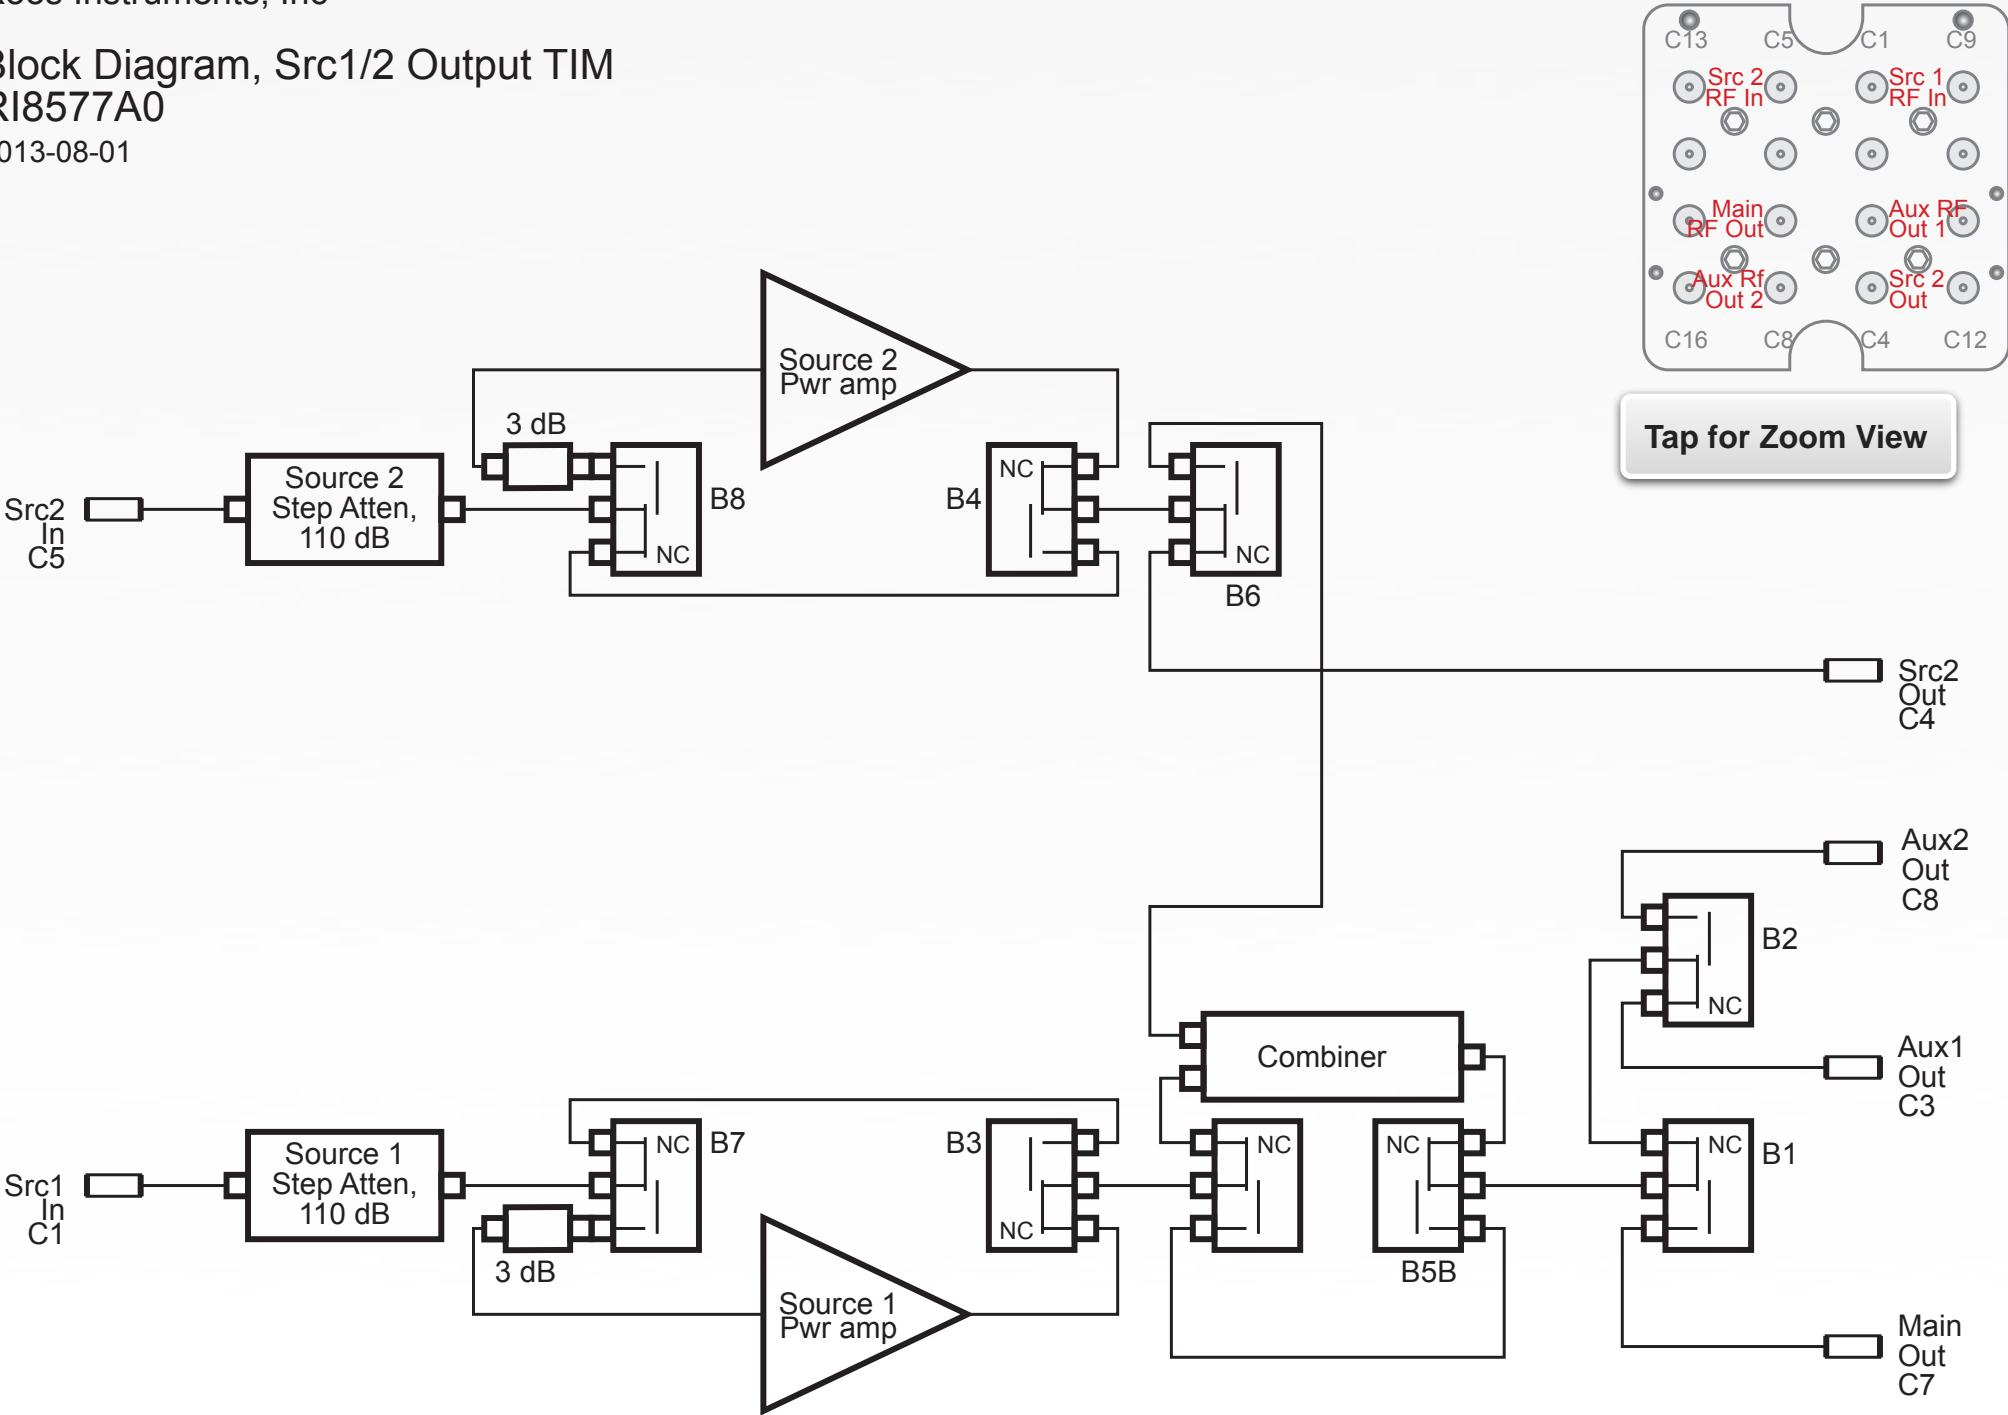 Instruments, Inc
Block Diagram, Src1/2 Output TIM
RI8577A0
2013-08-01
C13
C5
C1
C9
Src 2
RF In
Src 1
RF In
Main
RF Out
Aux RF
Out 1
Aux Rf
Out 2
Src 2
Out
C16
C8
C4
C12
Tap for Zoom View
Source 2
Pwr amp
3 dB
Source 2
Step Atten,
110 dB
Src2
In
C5
B8
NC
NC
B4
NC
B6
Src2
Out
C4
Aux2
Out
C8
B2
NC
Combiner
Aux1
Out
C3
Source 1
Step Atten,
110 dB
Src1
In
C1
NC
B7
3 dB
B3
NC
NC
NC
B5B
NC
B1
Source 1
Pwr amp
Main
Out
C7